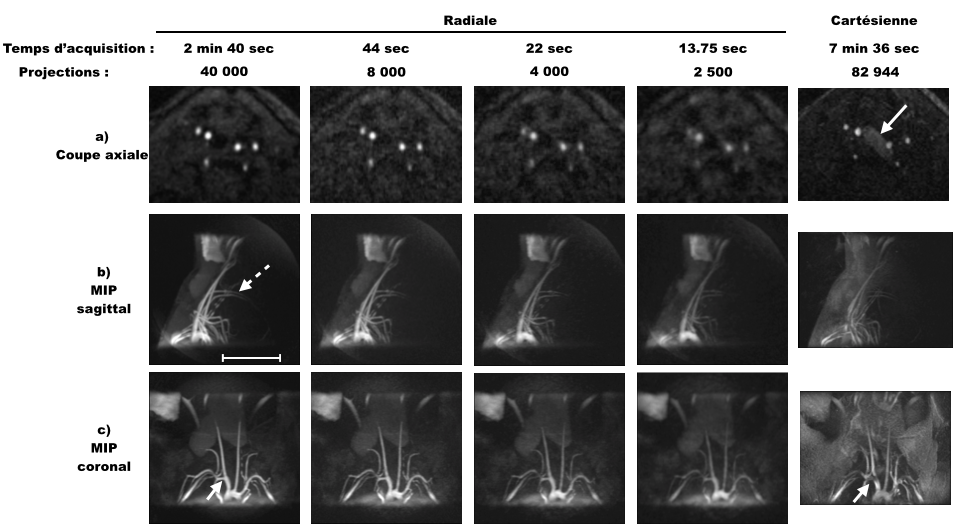 Radiale
Cartésienne
Temps d’acquisition :
2 min 40 sec
44 sec
22 sec
13.75 sec
7 min 36 sec
Projections :
40 000
8 000
4 000
2 500
82 944
a)
Coupe axiale
b)
MIP
sagittal
c)
MIP
coronal